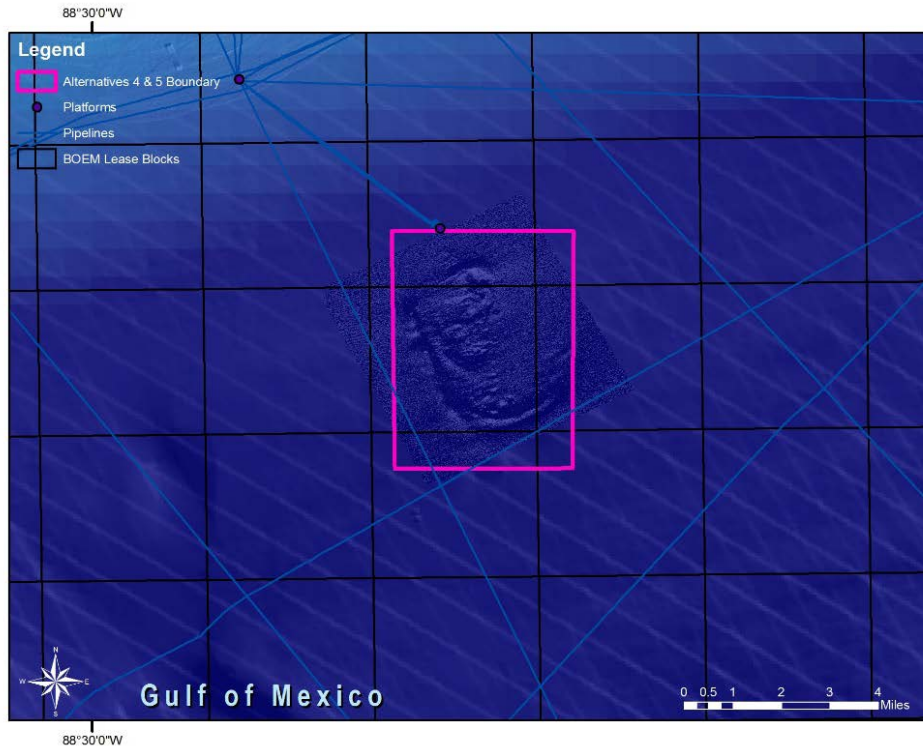 88°30'0"W
Legend
Alternatives 4 & 5 Boundary
Platforms
Pipelines
BOEM Lease Blocks
N
W E
S
Gulf of Mexico
0 0.5 1 2 3 4
Miles
88°30'0"W